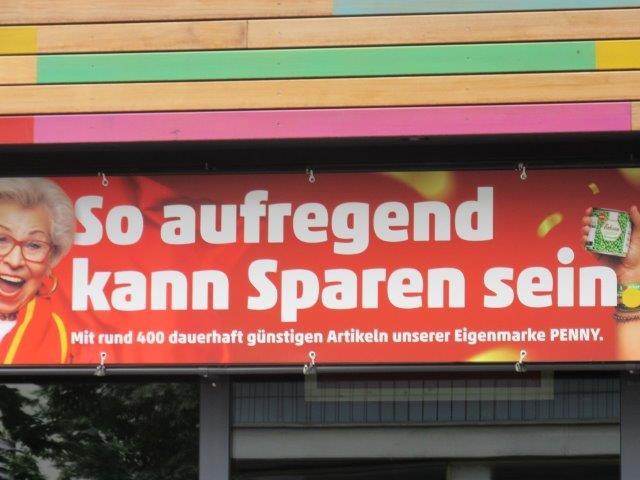 So aufregend
kann Sparen sein
Mit rund 400 dauerhaft günstigen Artikeln unserer Eigenmarke PENNY.